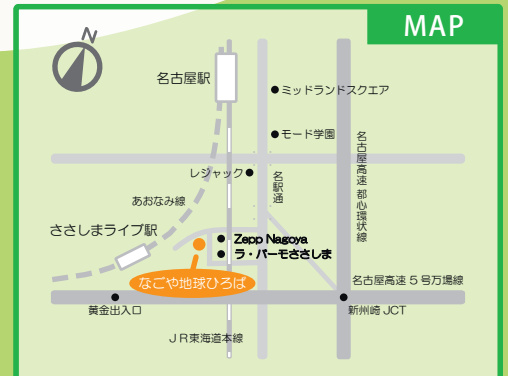 MAP
N
名古屋駅
ミッドランドスクエア
モード学園
名古屋高速都心環状線
レジャック
名駅通
あおなみ線
ささしまライブ駅
Zepp Nagoya
ラ・バーモささしま
なごや地球ひろば
名古屋高速5号万場線
黄金出入口
新州崎JCT
JR東海道本線